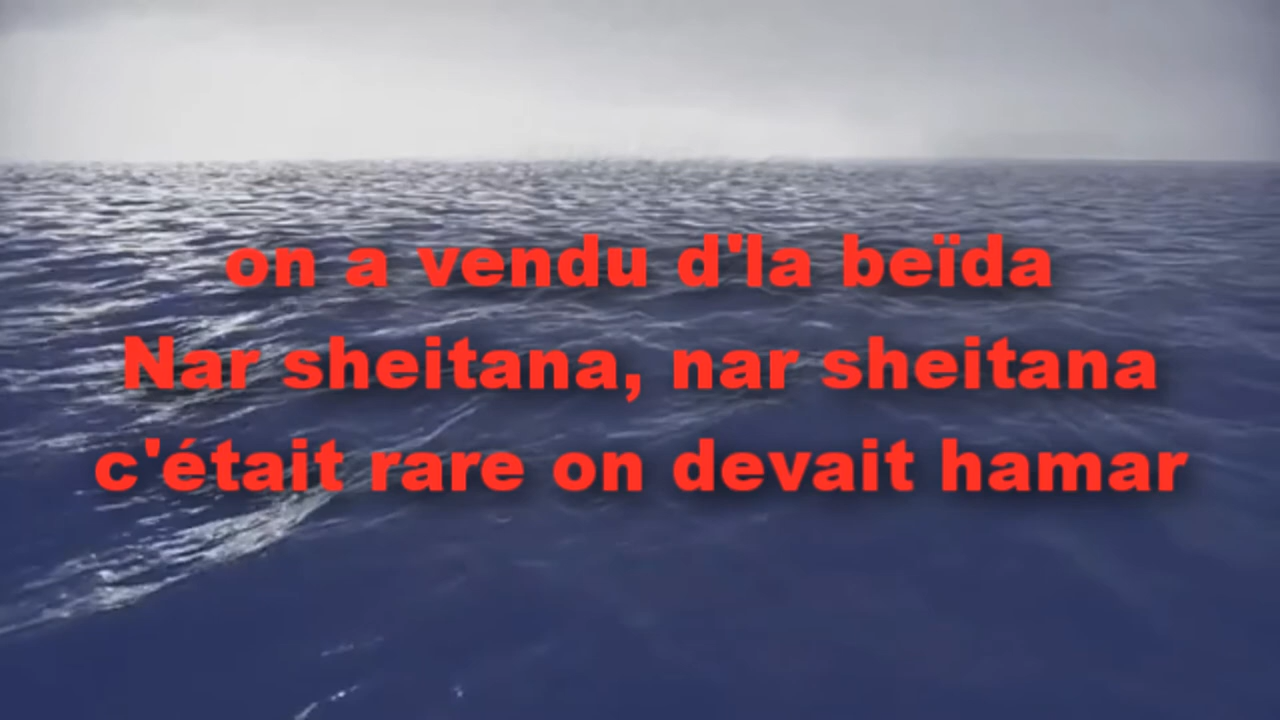 on a vendu d'la beïda
Nar sheitana, nar sheitana
c'était rare on devait hamar